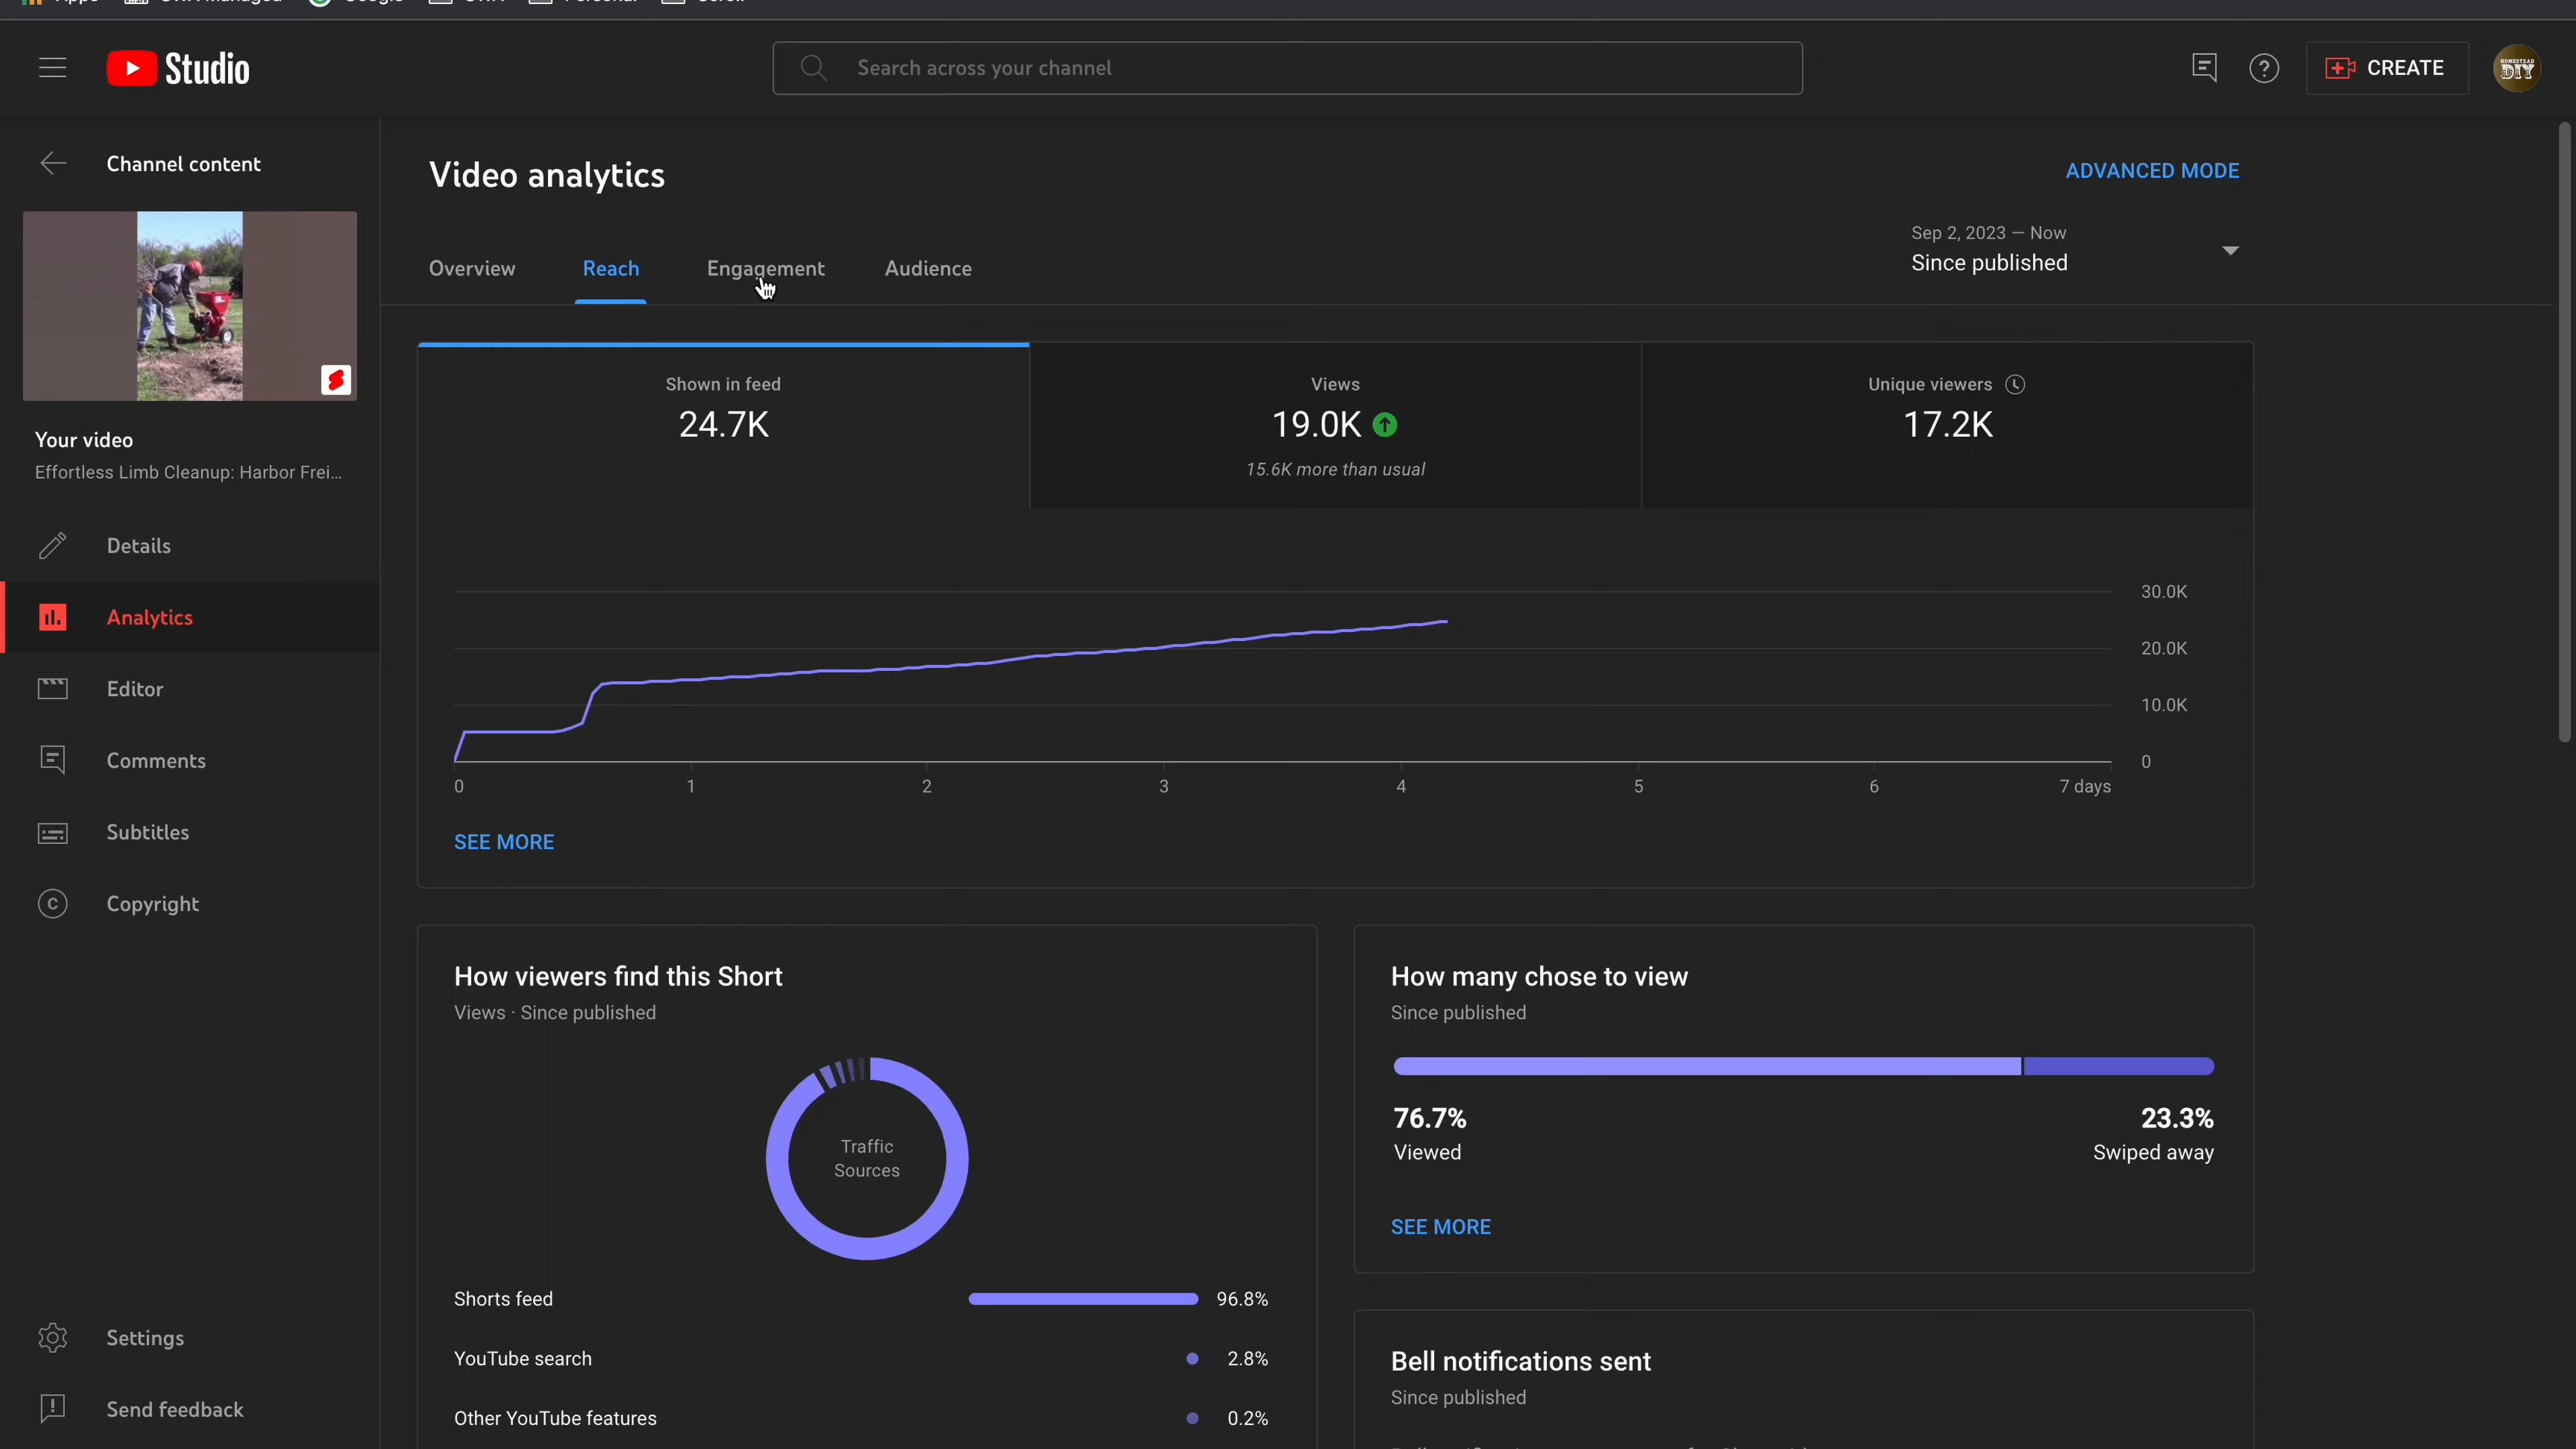 Studio
Search across your channel
CREATE
HOMESTEAD
DIY
Channel content
Your video
Effortless Limb Cleanup: Harbor Frei...
Details
Analytics
Editor
Comments
Subtitles
Copyright
Settings
Send feedback
Video analytics
ADVANCED MODE
Overview
Reach
Engagement
Audience
Sep 2, 2023 – Now
Since published
Shown in feed
24.7K
Views
19.0K
15.6K more than usual
Unique viewers
17.2K
30.0K
20.0K
10.0K
0
0 1 2 3 4 5 6 7 days
SEE MORE
How viewers find this Short
Views · Since published
Traffic
Sources
Shorts feed 96.8%
YouTube search 2.8%
Other YouTube features 0.2%
How many chose to view
Since published
76.7% 23.3%
Viewed Swiped away
SEE MORE
Bell notifications sent
Since published